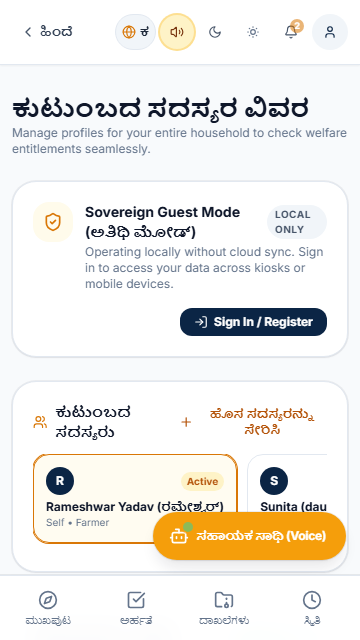 ಹಿಂದೆ
ಕ
2
ಕುಟುಂಬದ ಸದಸ್ಯರ ವಿವರ
Manage profiles for your entire household to check welfare
entitlements seamlessly.
Sovereign Guest Mode
(ಅತಿಥಿ ಮೋಡ್)
LOCAL
ONLY
Operating locally without cloud sync. Sign
in to access your data across kiosks or
mobile devices.
Sign In / Register
ಕುಟುಂಬದ
ಸದಸ್ಯರು
ಹೊಸ ಸದಸ್ಯರನ್ನು
ಸೇರಿಸಿ
R
Active
S
Rameshwar Yadav (ರಮೇಶ್ವರ್)
Sunita (dau
Self • Farmer
ಸಹಾಯಕ ಸಾಥಿ (Voice)
ಮುಖಪುಟ
ಅರ್ಹತೆ
ದಾಖಲೆಗಳು
ಸ್ಥಿತಿ